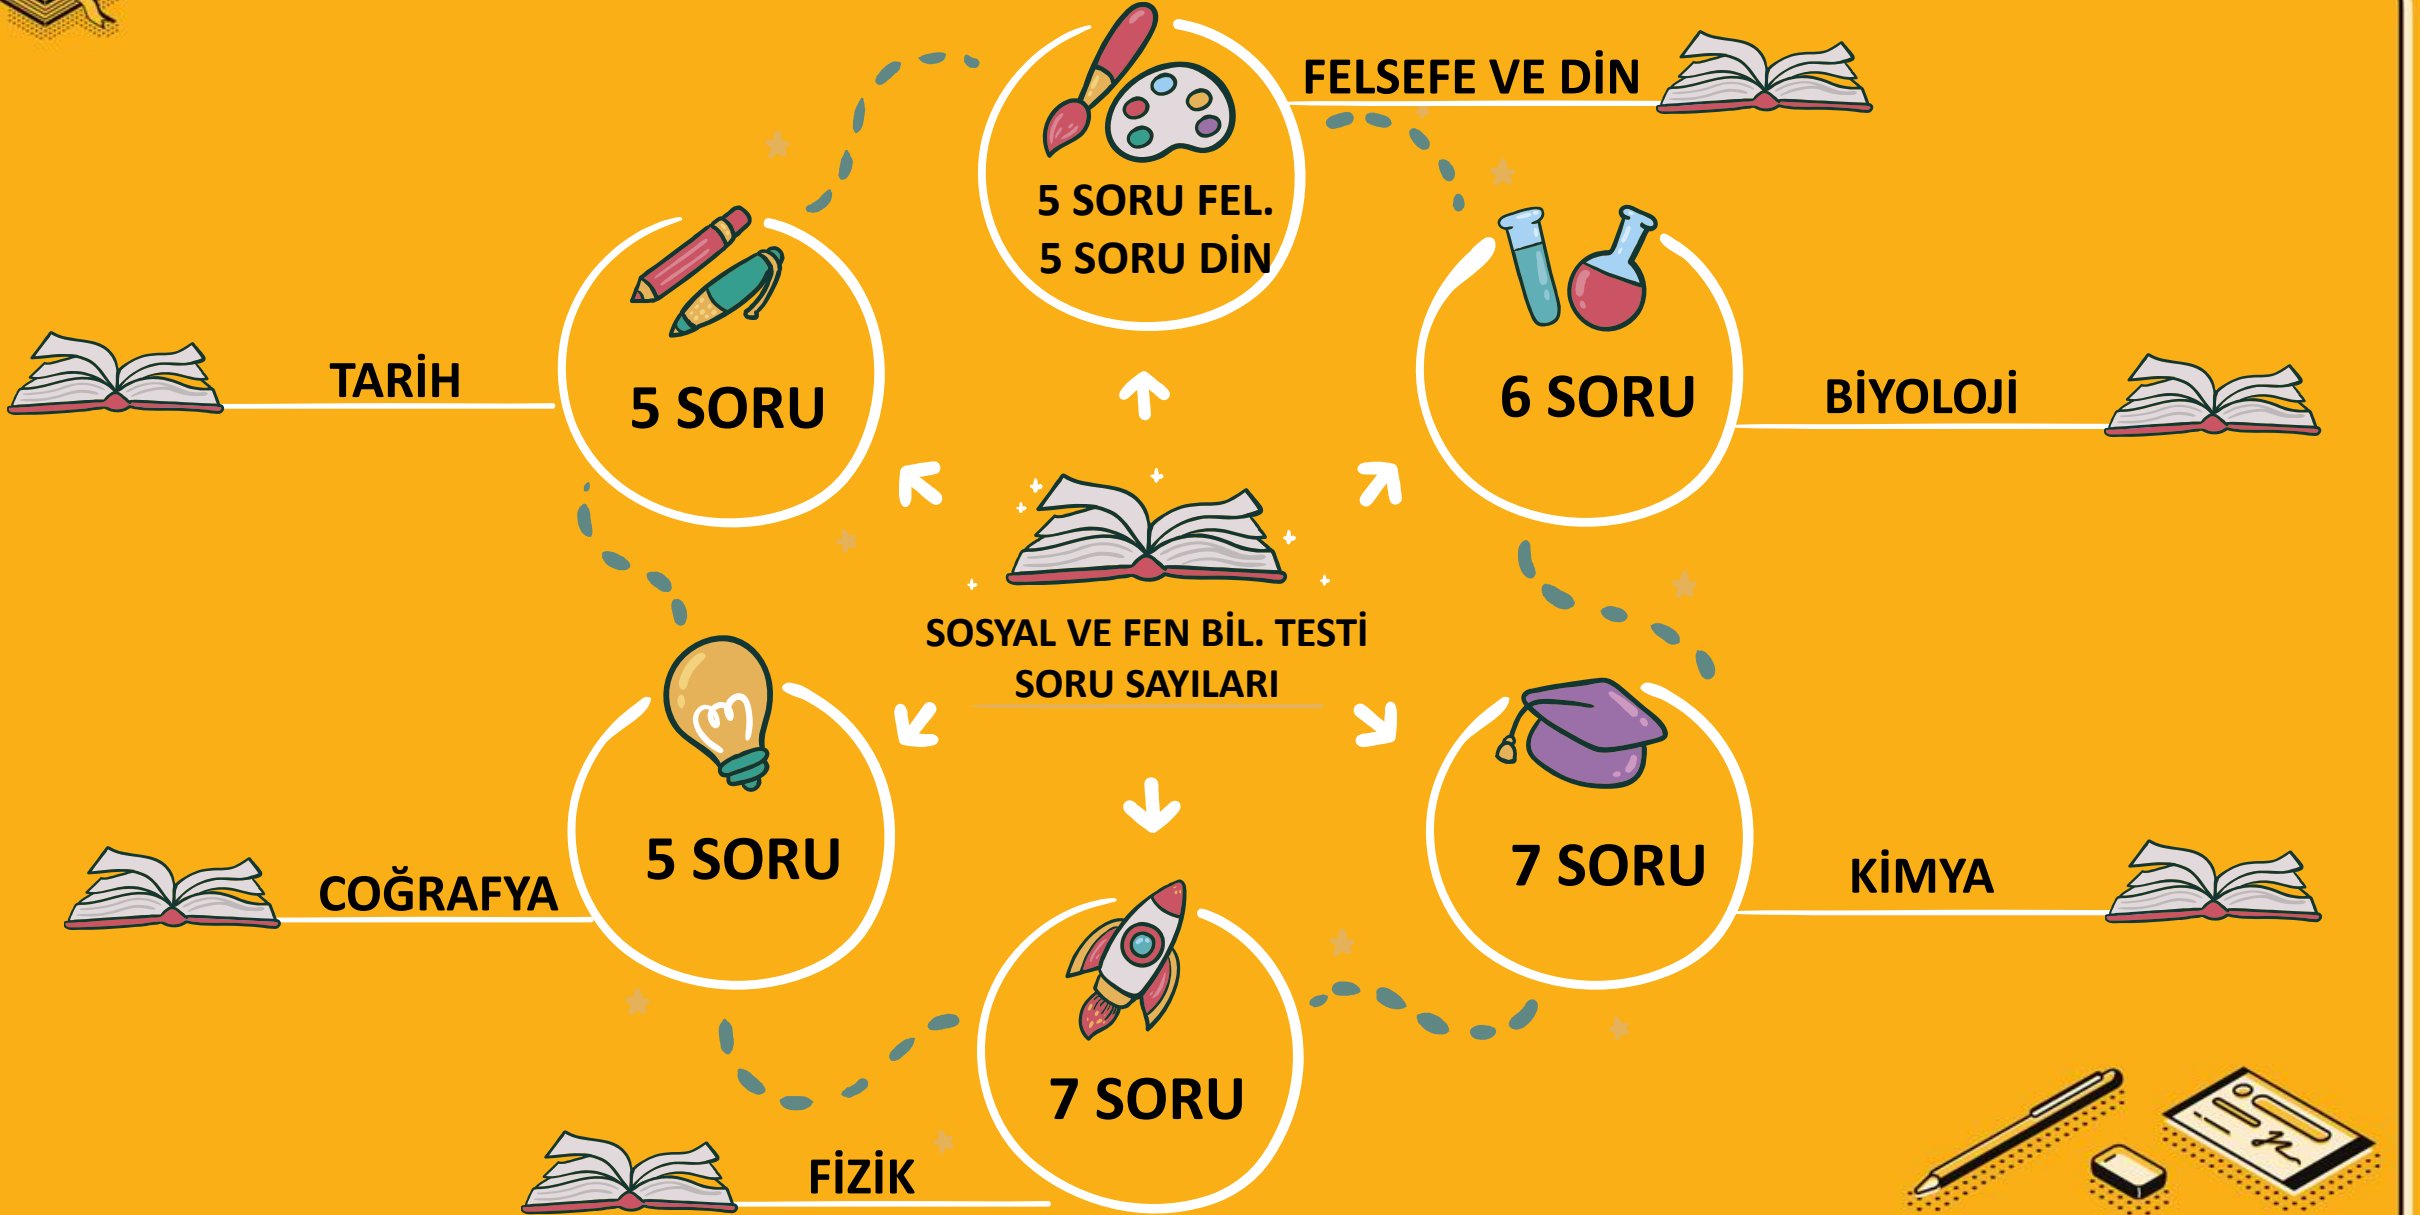 FELSEFE VE DİN
5 SORU FEL.
5 SORU DİN
TARİH
5 SORU
6 SORU
BİYOLOJİ
SOSYAL VE FEN BİL. TESTİ
SORU SAYILARI
COĞRAFYA
5 SORU
7 SORU
KİMYA
7 SORU
FİZİK